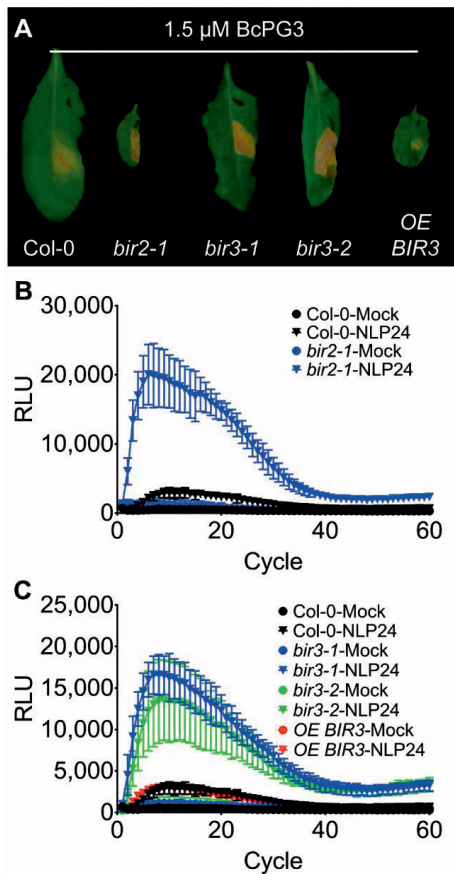 A
1.5 µM BcPG3
Col-0 bir2-1 bir3-1 bir3-2 OE
BIR3
B
30,000
20,000
10,000
0
RLU
Col-0-Mock
Col-0-NLP24
bir2-1-Mock
bir2-1-NLP24
0 20 40 60
Cycle
C
25,000
20,000
15,000
10,000
5,000
0
RLU
Col-0-Mock
Col-0-NLP24
bir3-1-Mock
bir3-1-NLP24
bir3-2-Mock
bir3-2-NLP24
OE BIR3-Mock
OE BIR3-NLP24
0 20 40 60
Cycle